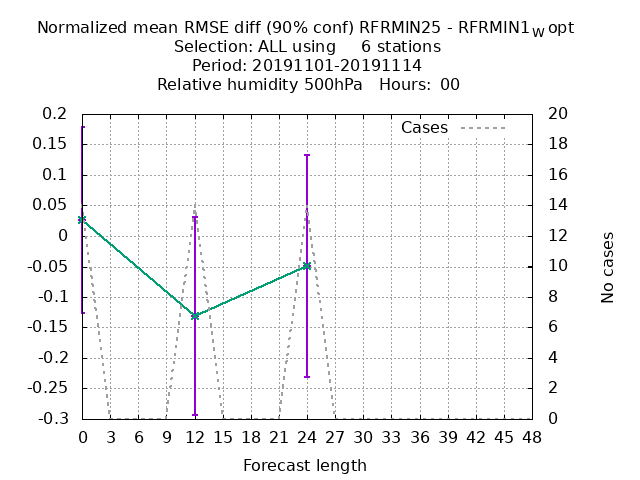 Normalized mean RMSE diff (90% conf) RFRMIN25 - RFRMIN1wopt
Selection: ALL using 6 stations
Period: 20191101-20191114
Relative humidity 500hPa Hours: 00
Cases
0.2
0.15
0.1
0.05
0
-0.05
-0.1
-0.15
-0.2
-0.25
-0.3
20
18
16
14
12
10
8
6
4
2
0
No cases
0 3 6 9 12 15 18 21 24 27 30 33 36 39 42 45 48
Forecast length